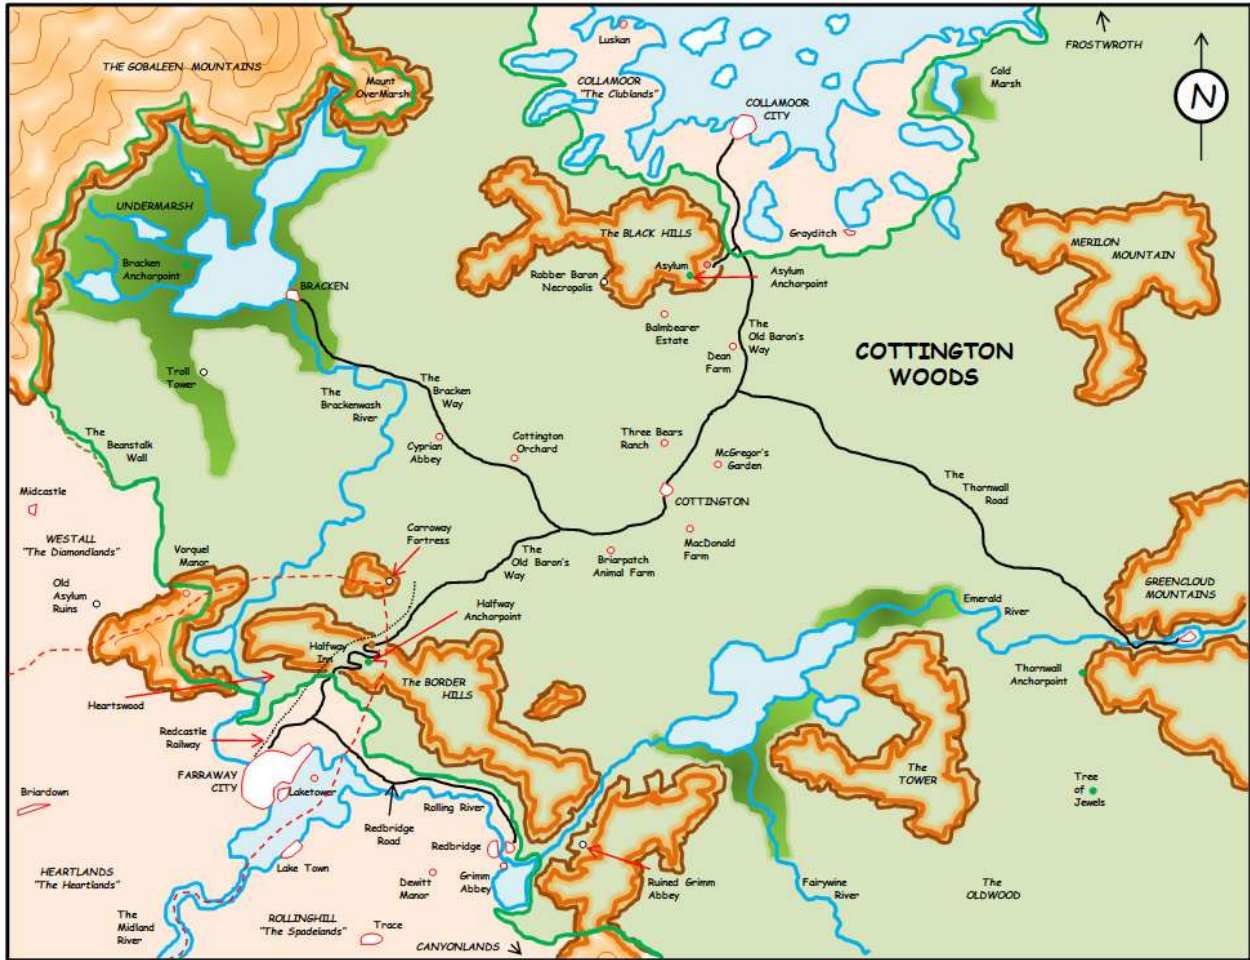 THE GOBALEEN MOUNTAINS
Mount
OverMarsh
Luskan
COLLAMOOR
"The Clublands"
COLLAMOOR
CITY
Cold
Marsh
FROSTWROTH
N
UNDERMARSH
Bracken
Anchorpoint
BRACKEN
The BLACK HILLS
Grayditch
MERILON
MOUNTAIN
Robber Baron
Necropolis
Asylum
Asylum
Anchorpoint
Balmbearer
Estate
The
Old Baron's
Way
Dean
Farm
COTTINGTON
WOODS
Troll
Tower
The
Brackenwash
River
The
Bracken
Way
The
Beanstalk
Wall
Cyprian
Abbey
Cottington
Orchard
Three Bears
Ranch
McGregor's
Garden
The
Thornwall
Road
Midcastle
COTTINGTON
WESTALL
"The Diamondlands"
Vorquel
Manor
Carroway
Fortress
The
Old Baron's
Way
Briarpatch
Animal Farm
MacDonald
Farm
Old
Asylum
Ruins
Halfway
Anchorpoint
Emerald
River
GREENCLOUD
MOUNTAINS
Halfway
Inn
The BORDER
HILLS
Thornwall
Anchorpoint
Heartswood
Redcastle
Railway
FARRAWAY
CITY
Laketower
Briardown
Rolling River
Redbridge
Road
The
TOWER
Tree
of
Jewels
Lake Town
Redbridge
Grimm
Abbey
Dewitt
Manor
Ruined Grimm
Abbey
Fairywine
River
The
OLDWOOD
HEARTLANDS
"The Heartlands"
The
Midland
River
ROLLINGHILL
"The Spadelands"
Trace
CANYONLANDS